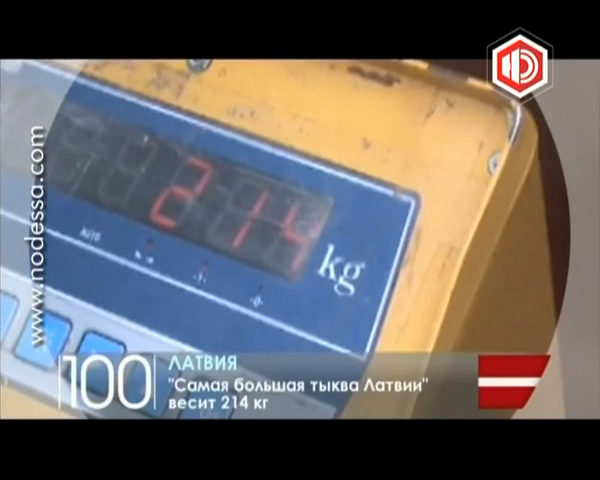 www.nodessa.com
214
kg
AUTO
100
ЛАТВИЯ
"Самая большая тыква Латвии"
весит 214 кг